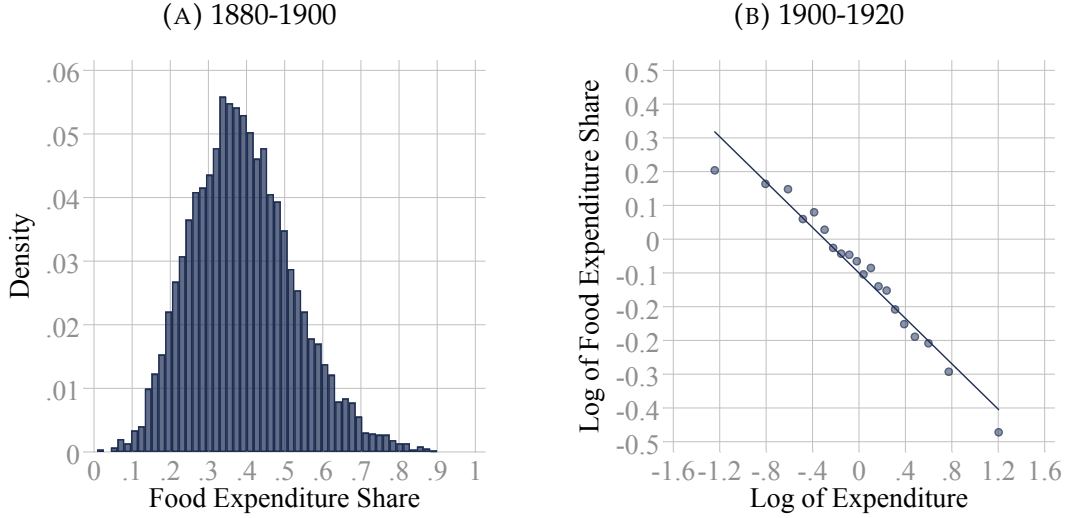 (A) 1880-1900
Density
.06
.05
.04
.03
.02
.01
0
0 .1 .2 .3 .4 .5 .6 .7 .8 .9 1
Food Expenditure Share
(B) 1900-1920
Log of Food Expenditure Share
0.5
0.4
0.3
0.2
0.1
0
-0.1
-0.2
-0.2
-0.3
-0.4
-0.5
-1.6 -1.2 -.8 -.4 0 .4 .8 1.2 1.6
Log of Expenditure